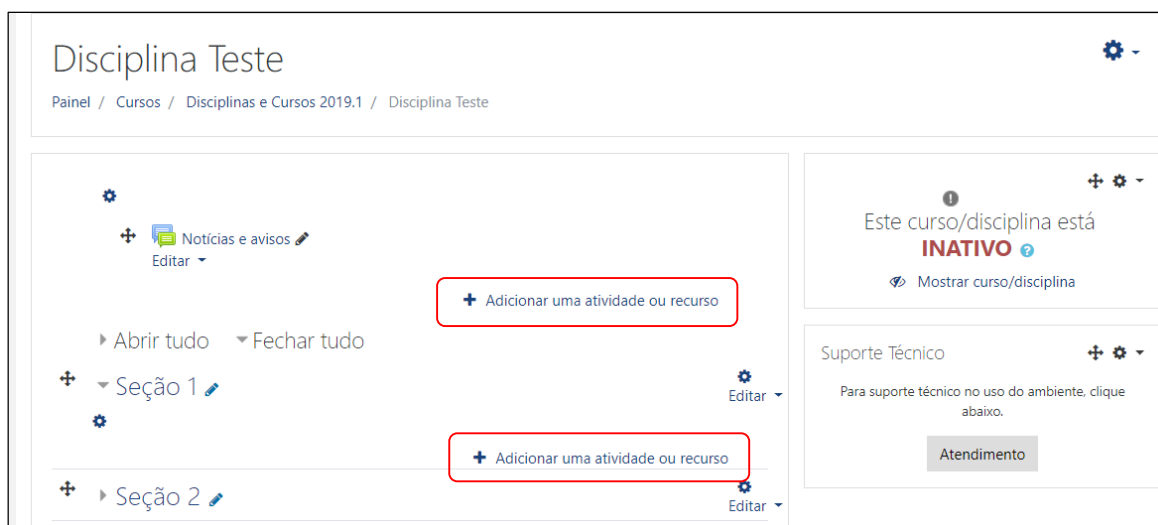 Disciplina Teste
Painel / Cursos / Disciplinas e Cursos 2019.1 / Disciplina Teste
Notícias e avisos
Editar
+ Adicionar uma atividade ou recurso
Abrir tudo Fechar tudo
Seção 1
Editar
+ Adicionar uma atividade ou recurso
Seção 2
Editar
Este curso/disciplina está
INATIVO
Mostrar curso/disciplina
Suporte Técnico
Para suporte técnico no uso do ambiente, clique
abaixo.
Atendimento